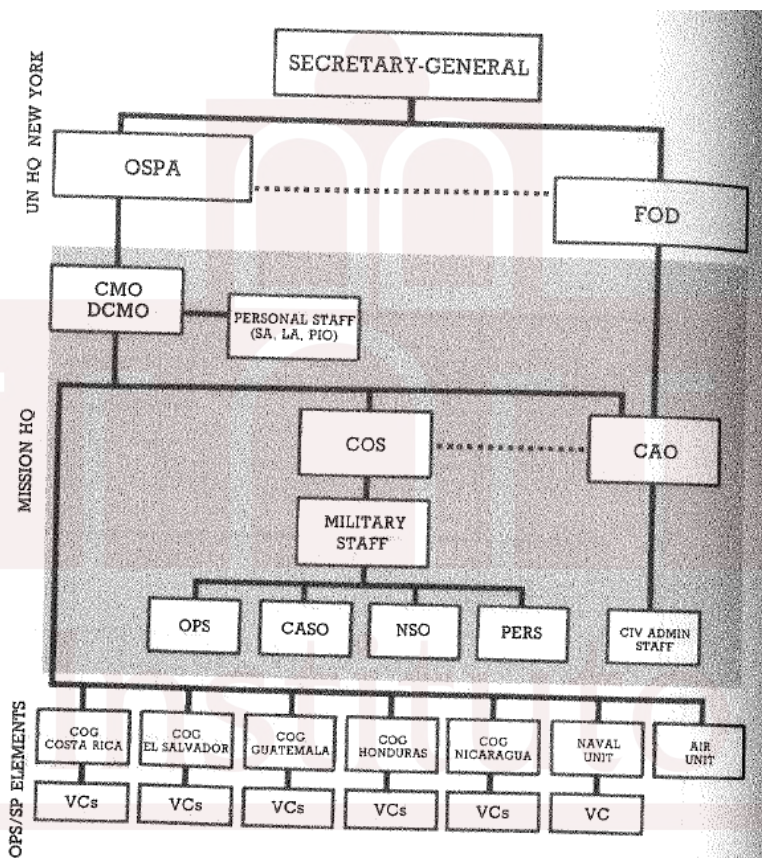 UN HQ NEW YORK
SECRETARY-GENERAL
OSPA
FOD
MISSION HQ
CMO
DCMO
PERSONAL STAFF
(SA, LA, PIO)
COS
CAO
MILITARY
STAFF
OPS
CASO
NSO
PERS
CIV ADMIN
STAFF
OPS/SP ELEMENTS
COG
COSTA RICA
COG
EL SALVADOR
COG
GUATEMALA
COG
HONDURAS
COG
NICARAGUA
NAVAL
UNIT
AIR
UNIT
VCs
VCs
VCs
VCs
VCs
VC
Institute